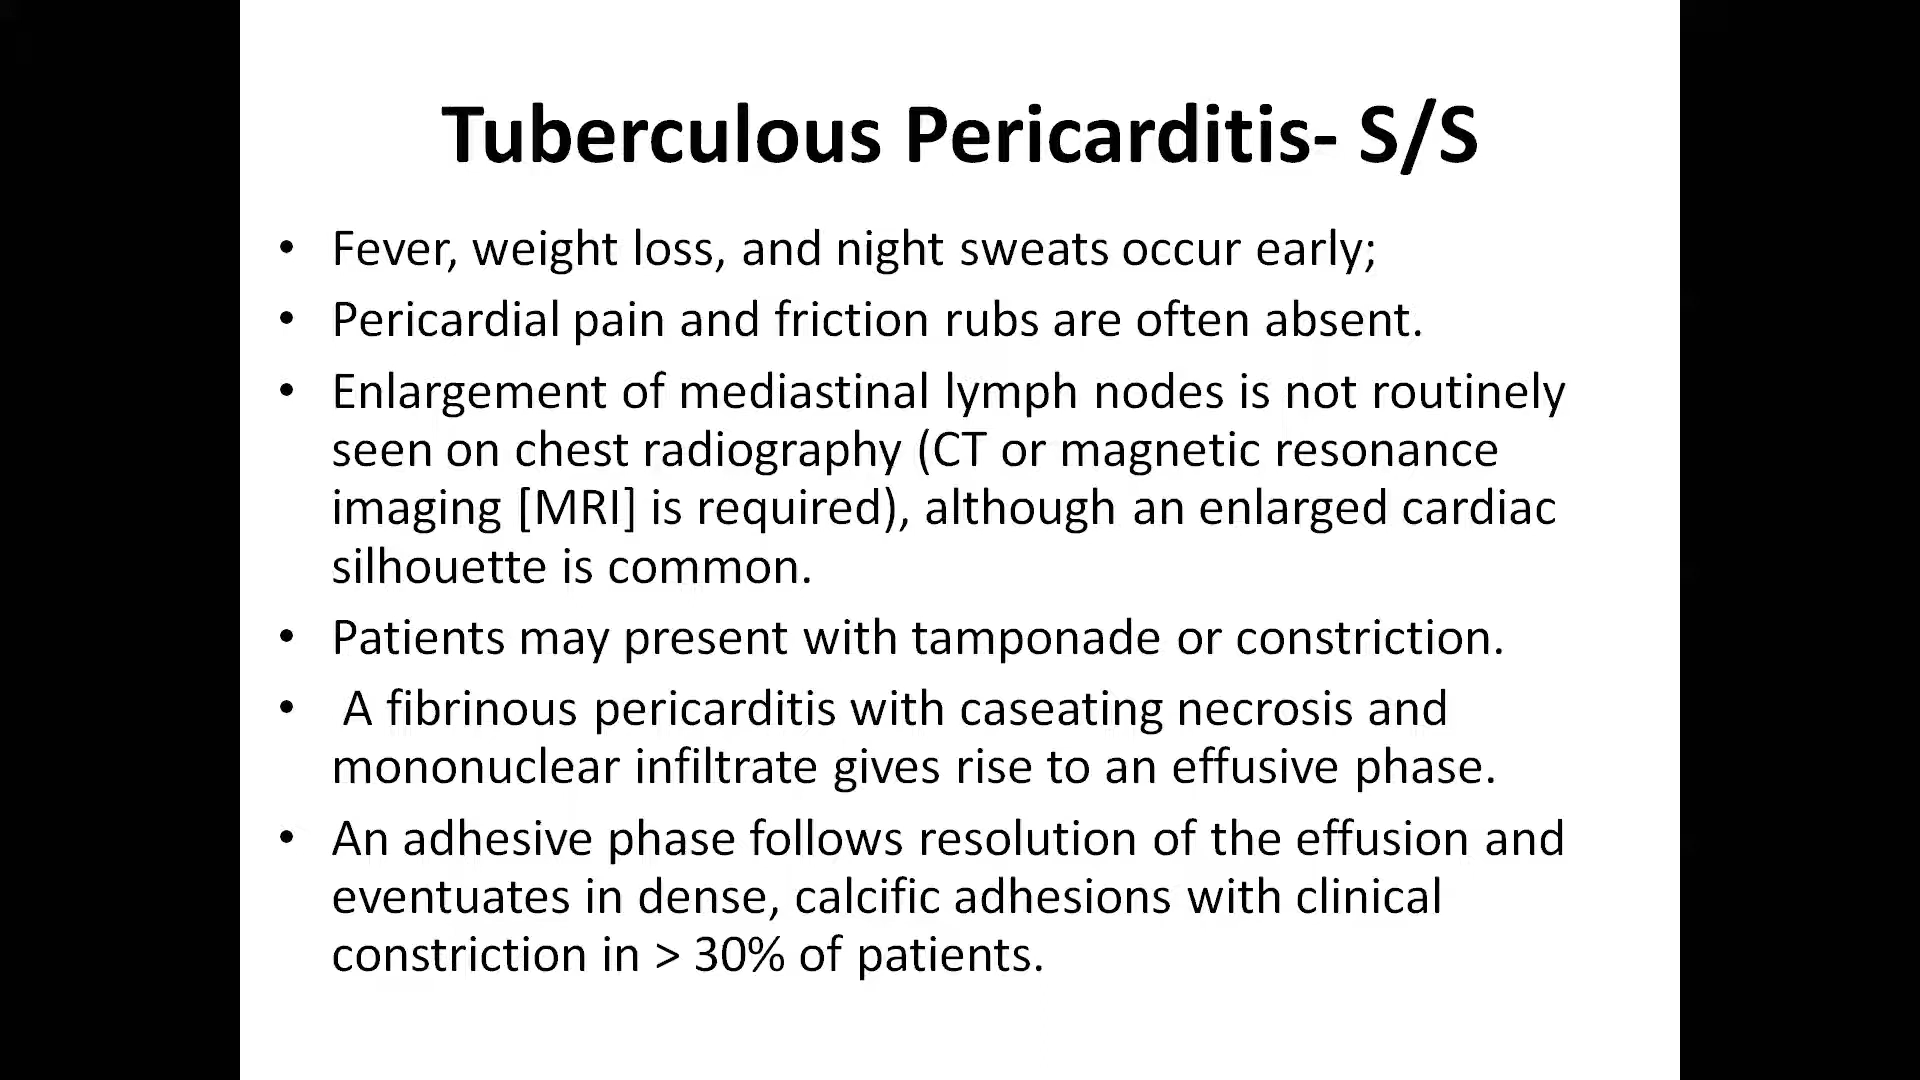 Tuberculous Pericarditis- S/S
• Fever, weight loss, and night sweats occur early;
• Pericardial pain and friction rubs are often absent.
• Enlargement of mediastinal lymph nodes is not routinely
seen on chest radiography (CT or magnetic resonance
imaging [MRI] is required), although an enlarged cardiac
silhouette is common.
• Patients may present with tamponade or constriction.
• A fibrinous pericarditis with caseating necrosis and
mononuclear infiltrate gives rise to an effusive phase.
• An adhesive phase follows resolution of the effusion and
eventuates in dense, calcific adhesions with clinical
constriction in > 30% of patients.